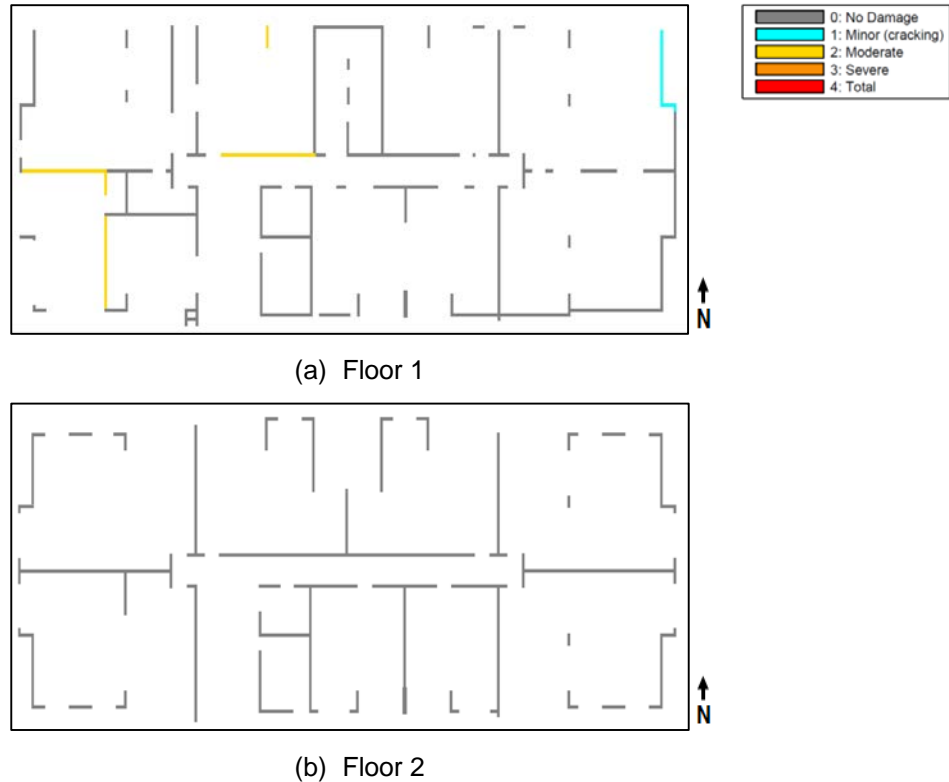 0: No Damage
1: Minor (cracking)
2: Moderate
3: Severe
4: Total
N
(a) Floor 1
N
(b) Floor 2